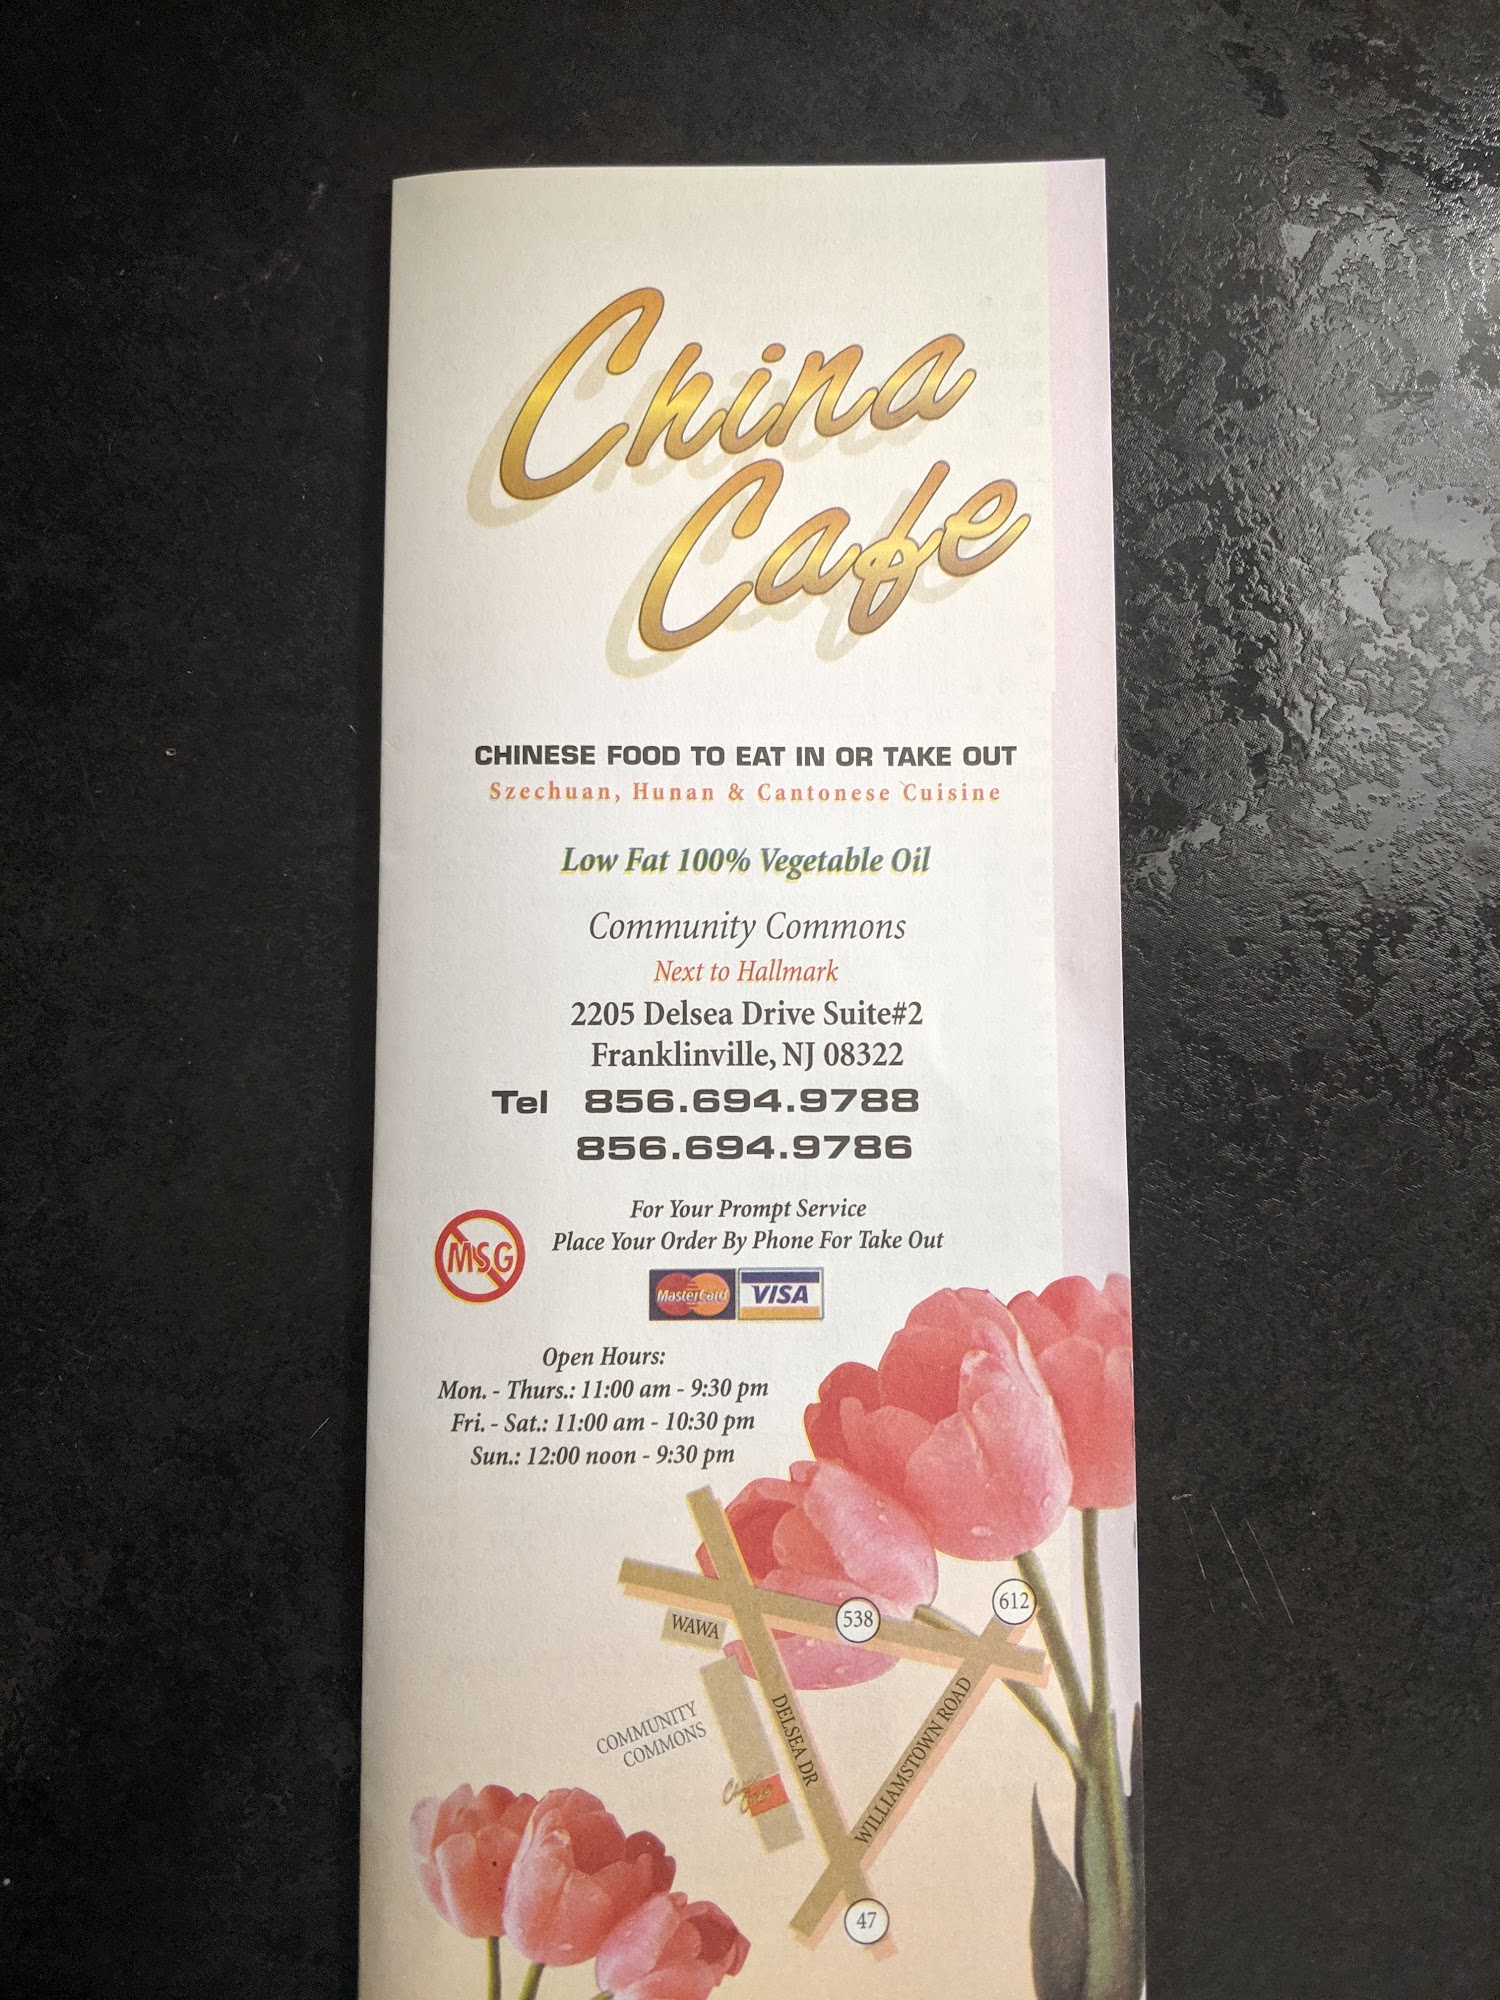 China
Cafe
CHINESE FOOD TO EAT IN OR TAKE OUT
Szechuan, Hunan & Cantonese Cuisine
Low Fat 100% Vegetable Oil
Community Commons
Next to Hallmark
2205 Delsea Drive Suite#2
Franklinville, NJ 08322
Tel 856.694.9788
856.694.9786
For Your Prompt Service
Place Your Order By Phone For Take Out
MSG
MasterCard VISA
Open Hours:
Mon. - Thurs.: 11:00 am - 9:30 pm
Fri. - Sat.: 11:00 am - 10:30 pm
Sun.: 12:00 noon - 9:30 pm
612
538
WAWA
COMMUNITY
COMMONS
DELSEA DR
WILLIAMSTOWN ROAD
China
Cafe
47